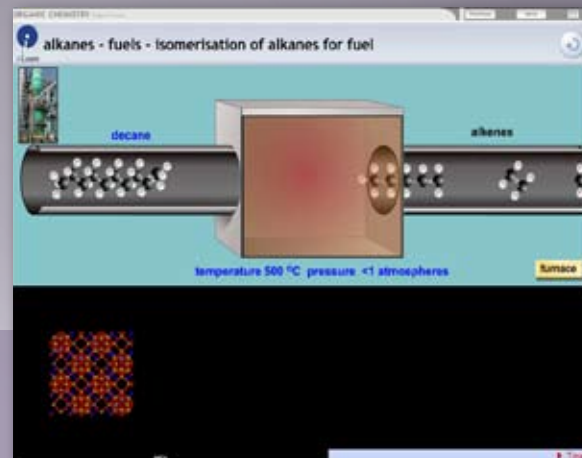 ORGANIC CHEMISTRY
alkanes - fuels - isomerisation of alkanes for fuel
decane
alkenes
temperature 500 °C pressure <1 atmospheres
furnace